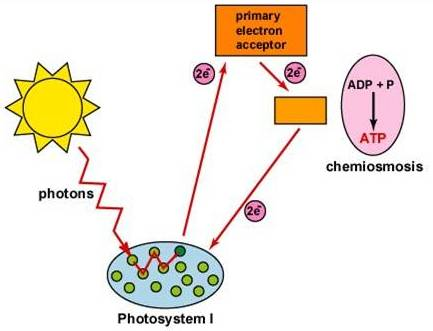 primary
electron
acceptor
2e-
2e-
ADP + P
ATP
chemiosmosis
photons
2e-
Photosystem I